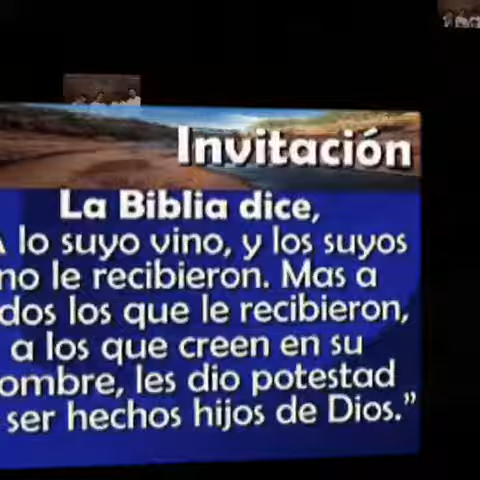 Invitación
La Biblia dice,
A lo suyo vino, y los suyos
no le recibieron. Mas a
dos los que le recibieron,
a los que creen en su
ombre, les dio potestad
ser hechos hijos de Dios.”